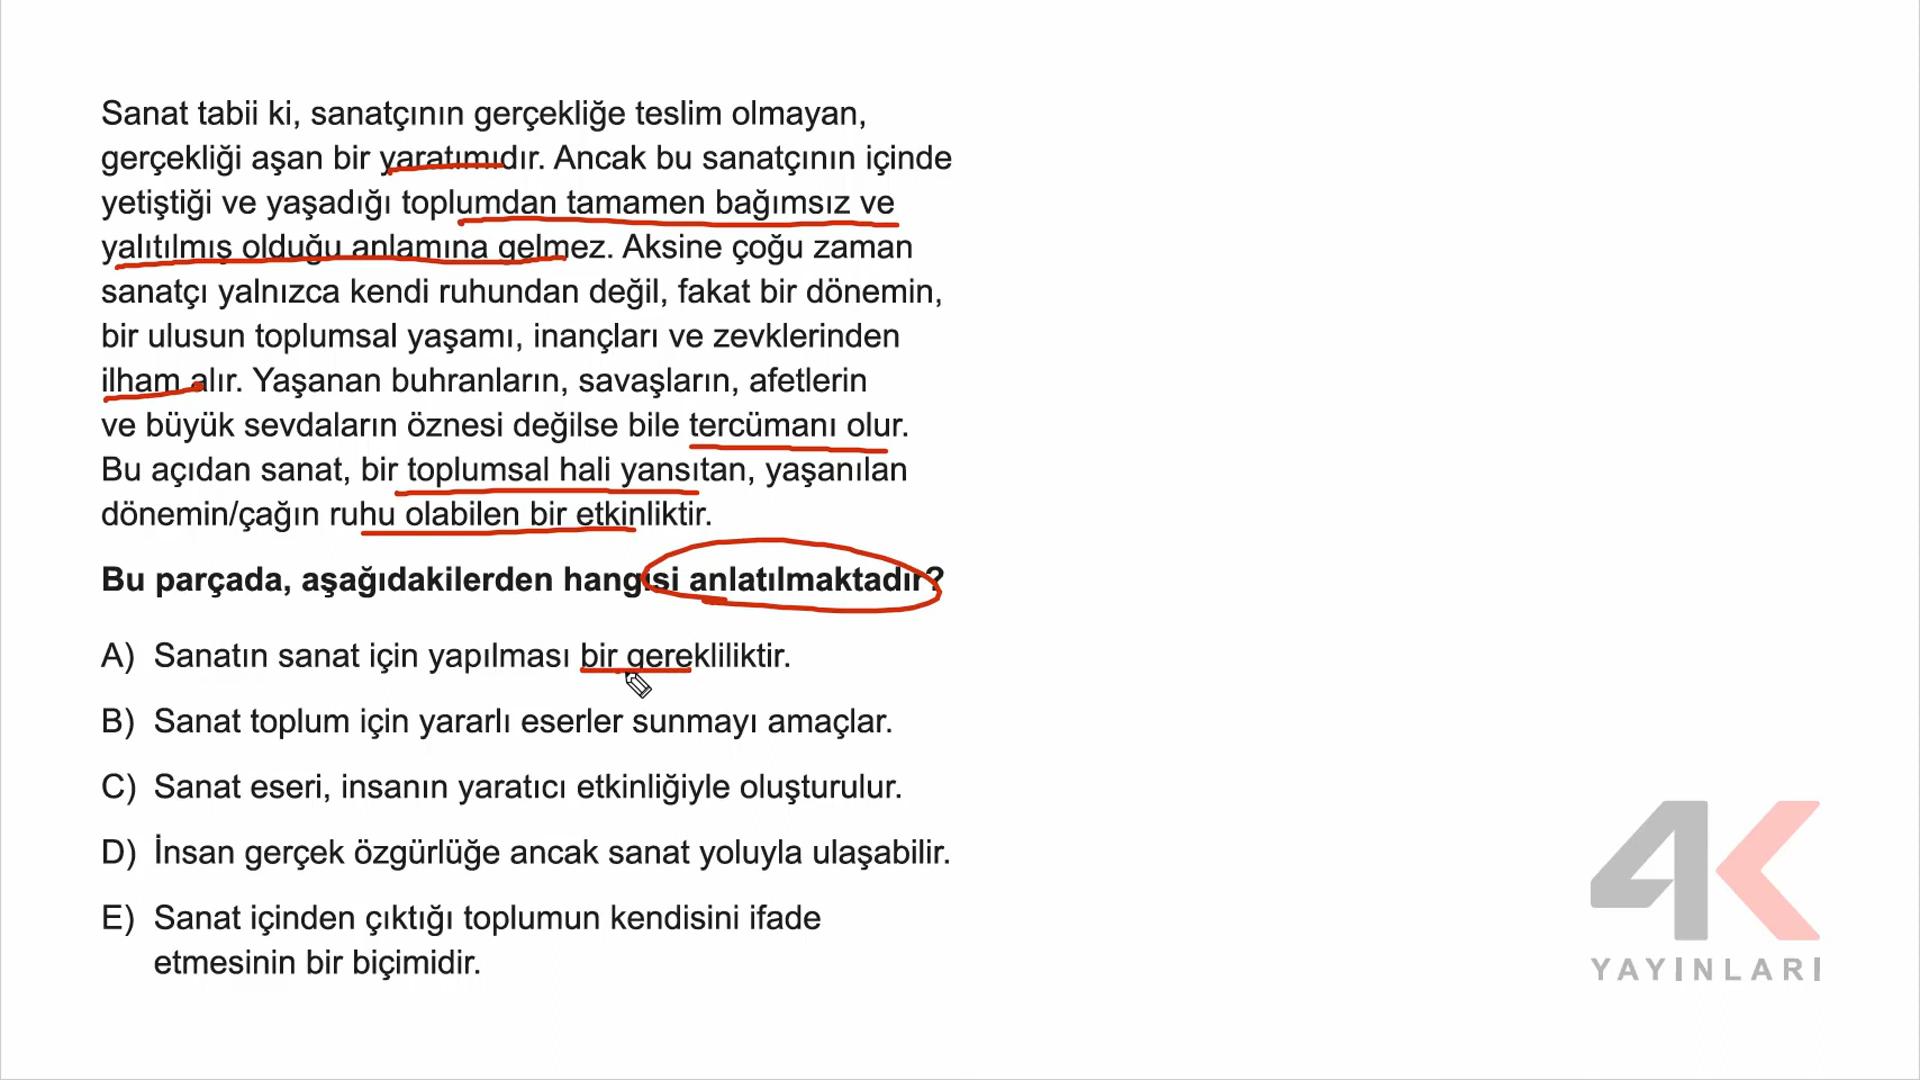 Sanat tabii ki, sanatçının gerçekliğe teslim olmayan,
gerçekliği aşan bir yaratımıdır. Ancak bu sanatçının içinde
yetiştiği ve yaşadığı toplumdan tamamen bağımsız ve
yalıtılmış olduğu anlamına gelmez. Aksine çoğu zaman
sanatçı yalnızca kendi ruhundan değil, fakat bir dönemin,
bir ulusun toplumsal yaşamı, inançları ve zevklerinden
ilham alır. Yaşanan buhranların, savaşların, afetlerin
ve büyük sevdaların öznesi değilse bile tercümanı olur.
Bu açıdan sanat, bir toplumsal hali yansıtan, yaşanılan
dönemin/çağın ruhu olabilen bir etkinliktir.
Bu parçada, aşağıdakilerden hangisi anlatılmaktadır?
A) Sanatın sanat için yapılması bir gerekliliktir.
B) Sanat toplum için yararlı eserler sunmayı amaçlar.
C) Sanat eseri, insanın yaratıcı etkinliğiyle oluşturulur.
D) İnsan gerçek özgürlüğe ancak sanat yoluyla ulaşabilir.
E) Sanat içinden çıktığı toplumun kendisini ifade
etmesinin bir biçimidir.
4K
YAYINLARI